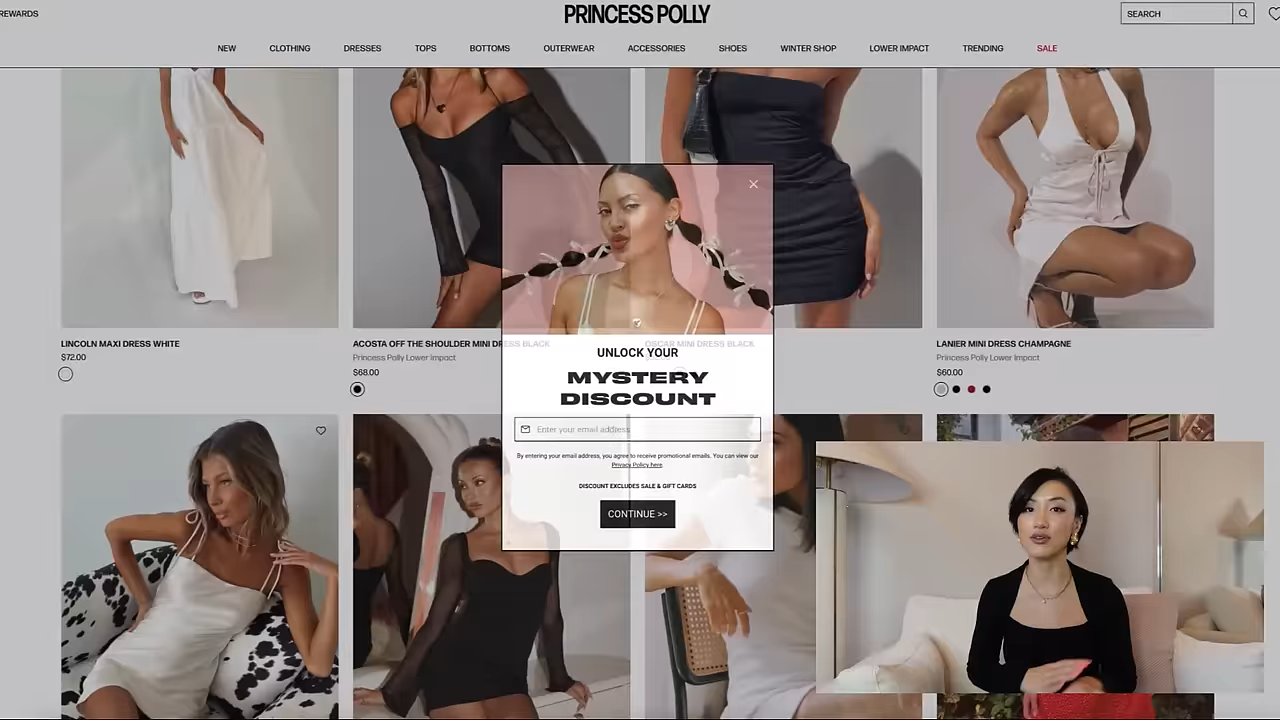 REWARDS
PRINCESS POLLY
SEARCH
NEW CLOTHING DRESSES TOPS BOTTOMS OUTERWEAR ACCESSORIES SHOES WINTER SHOP LOWER IMPACT TRENDING SALE
LINCOLN MAXI DRESS WHITE
$72.00
ACOSTA OFF THE SHOULDER MINI DRESS BLACK
Princess Polly Lower Impact
$68.00
OSCAR MINI DRESS BLACK
LANIER MINI DRESS CHAMPAGNE
Princess Polly Lower Impact
$60.00
UNLOCK YOUR
MYSTERY
DISCOUNT
Enter your email address
By entering your email address, you agree to receive promotional emails. You can view our
Privacy Policy here.
DISCOUNT EXCLUDES SALE & GIFT CARDS
CONTINUE >>